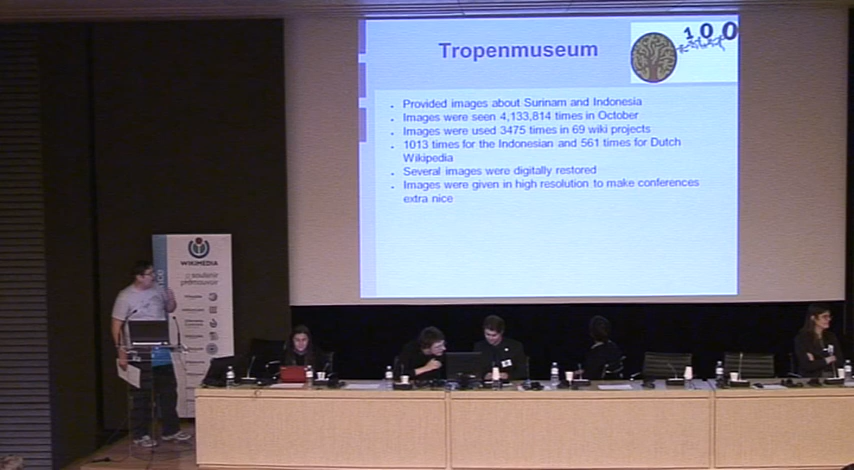 Tropenmuseum
100
Provided images about Surinam and Indonesia
Images were seen 4,133,814 times in October
Images were used 3475 times in 69 wiki projects
1013 times for the Indonesian and 561 times for Dutch
Wikipedia
Several images were digitally restored
Images were given in high resolution to make conferences
extra nice
WIKIMEDIA